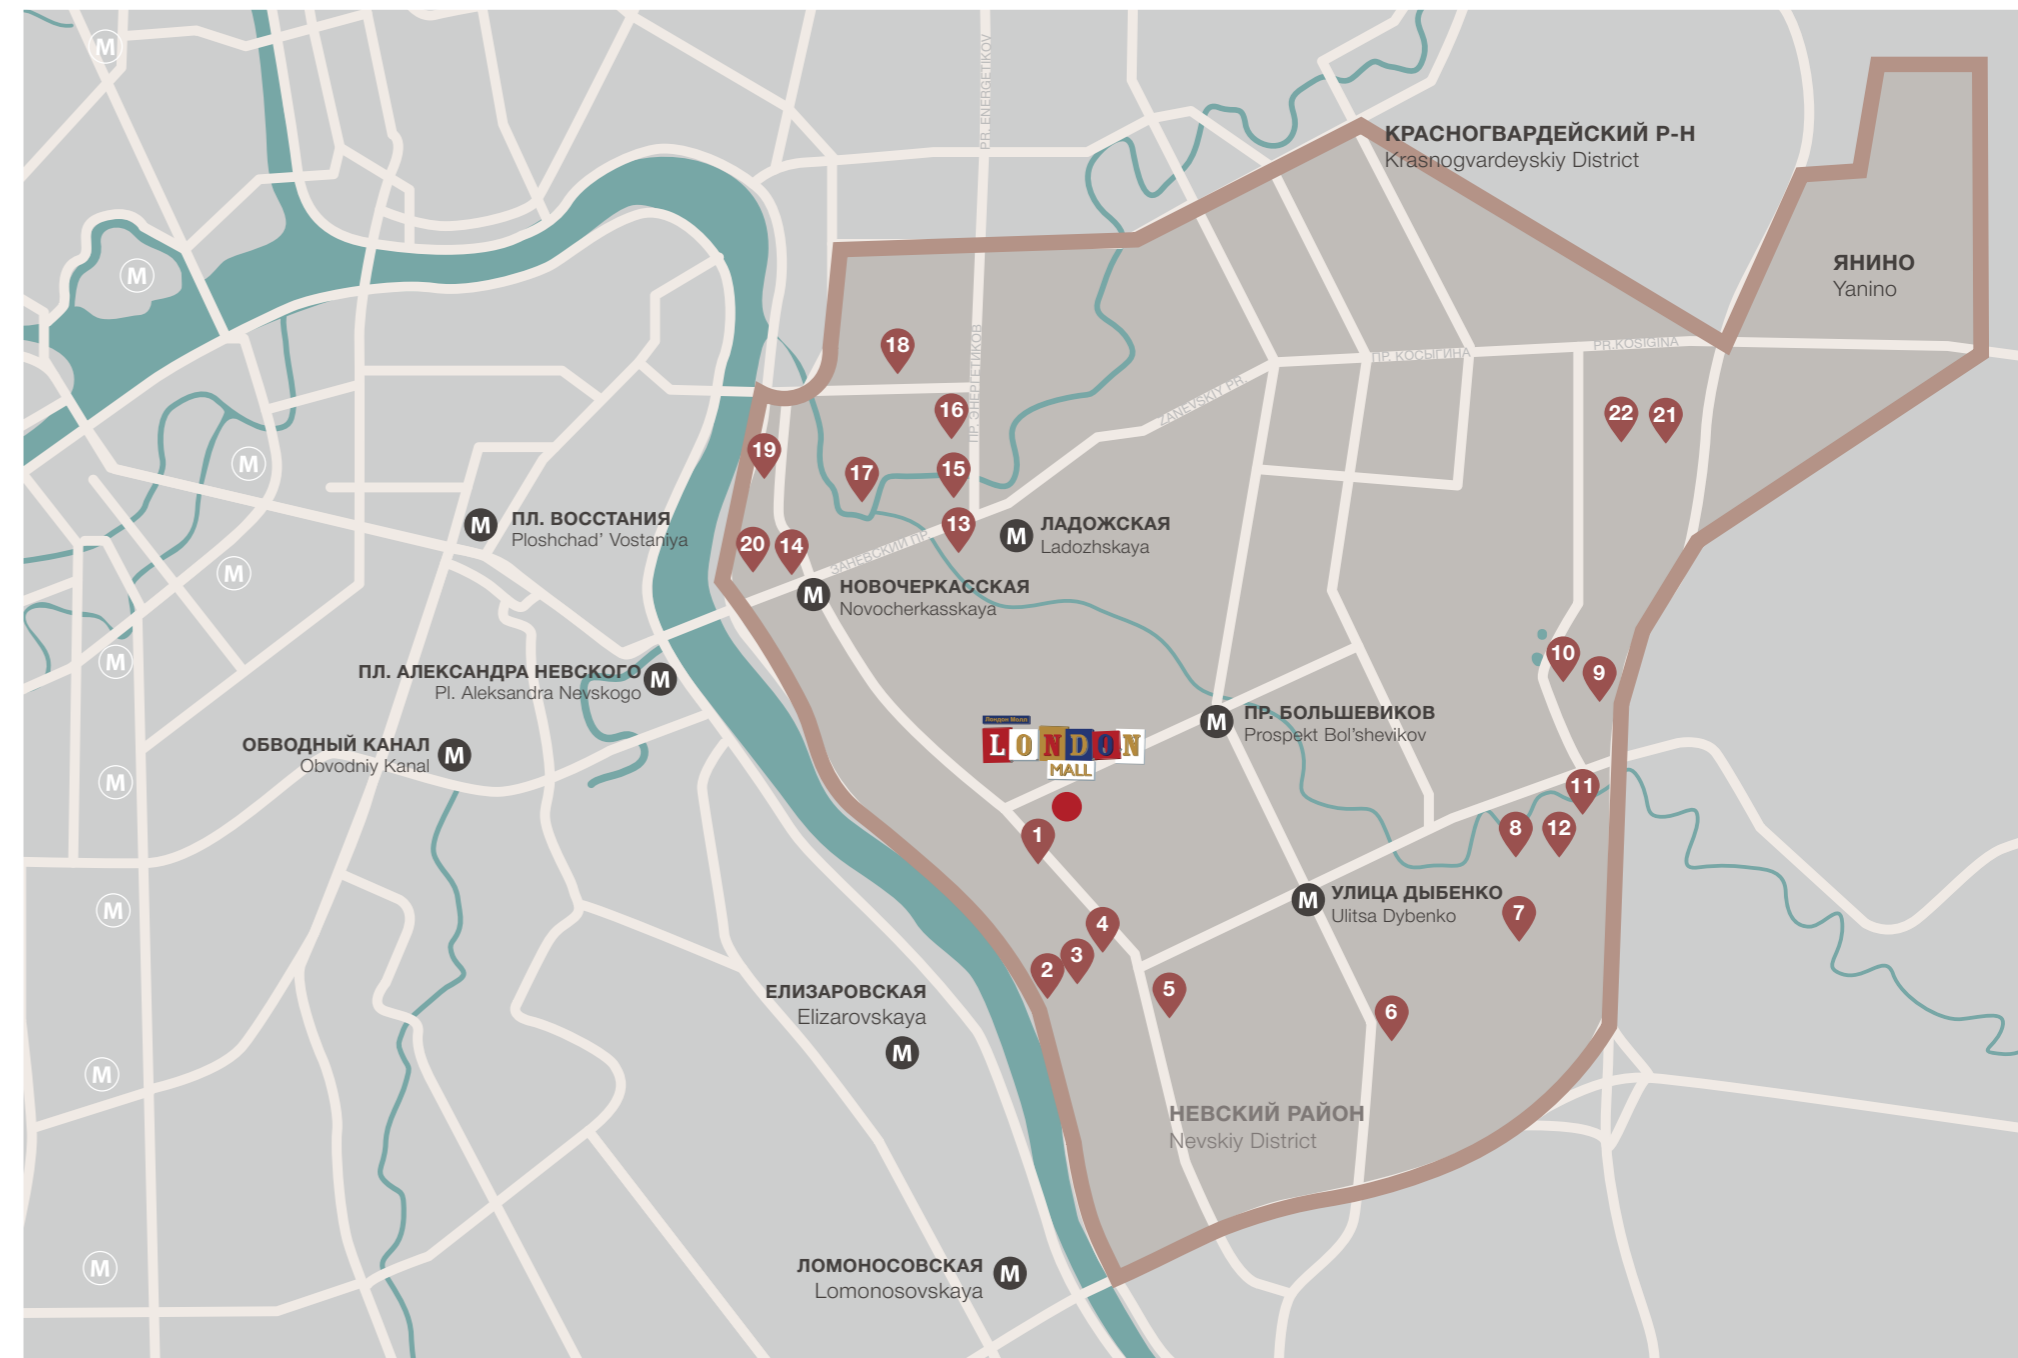 M
PR.ENERGETIKOV
КРАСНОГВАРДЕЙСКИЙ Р-Н
Krasnogvardeyskiy District
M
ЯНИНО
Yanino
18
ПР. ЭНЕРГЕТИКОВ
ПР. КОСЫГИНА
PR.KOSIGINA
ZANEVSKIY PR.
16
22
21
M
19
17
15
M
ПЛ. ВОССТАНИЯ
Ploshchad’ Vostaniya
13
M
ЛАДОЖСКАЯ
Ladozhskaya
20
14
ЗАНЕВСКИЙ ПР.
M
M
НОВОЧЕРКАССКАЯ
Novocherkasskaya
M
ПЛ. АЛЕКСАНДРА НЕВСКОГО
Pl. Aleksandra Nevskogo
M
10
9
ОБВОДНЫЙ КАНАЛ
Obvodniy Kanal
M
Лондон Молл
LONDON
MALL
M
ПР. БОЛЬШЕВИКОВ
Prospekt Bol’shevikov
M
11
1
8
12
M
УЛИЦА ДЫБЕНКО
Ulitsa Dybenko
M
7
4
3
2
5
6
ЕЛИЗАРОВСКАЯ
Elizarovskaya
M
M
НЕВСКИЙ РАЙОН
Nevskiy District
M
ЛОМОНОСОВСКАЯ
Lomonosovskaya
M